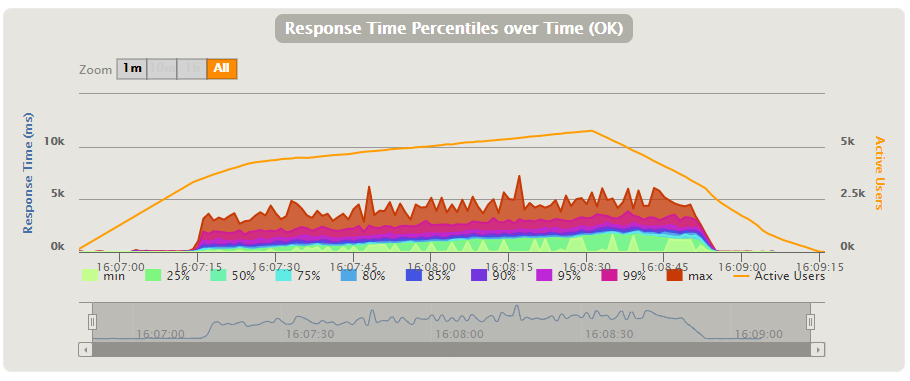 Response Time Percentiles over Time (OK)
Zoom 1m 10m 1h All
Response Time (ms)
10k
5k
0k
5k
2.5k
0k
Active Users
16:07:00 16:07:15 16:07:30 16:07:45 16:08:00 16:08:15 16:08:30 16:08:45 16:09:00 16:09:15
min 25% 50% 75% 80% 85% 90% 95% 99% max Active Users
16:07:00 16:07:30 16:08:00 16:08:30 16:09:00